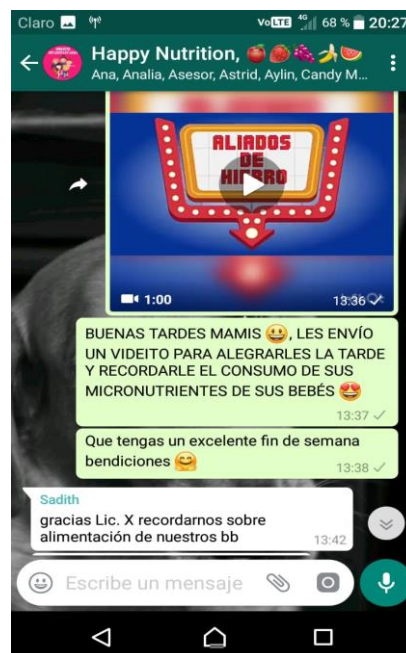 Claro VoLTE 4G 68 % 20:27
Happy Nutrition,
Ana, Analia, Asesor, Astrid, Aylin, Candy M...
ALIADOS
DE
HIERRO
1:00 13:36
BUENAS TARDES MAMIS 😀, LES ENVÍO
UN VIDEITO PARA ALEGRARLES LA TARDE
Y RECORDARLE EL CONSUMO DE SUS
MICRONUTRIENTES DE SUS BEBÉS 😍
13:37
Que tengas un excelente fin de semana
bendiciones 🤗
13:38
Sadith
gracias Lic. X recordarnos sobre
alimentación de nuestros bb
13:42
Escribe un mensaje